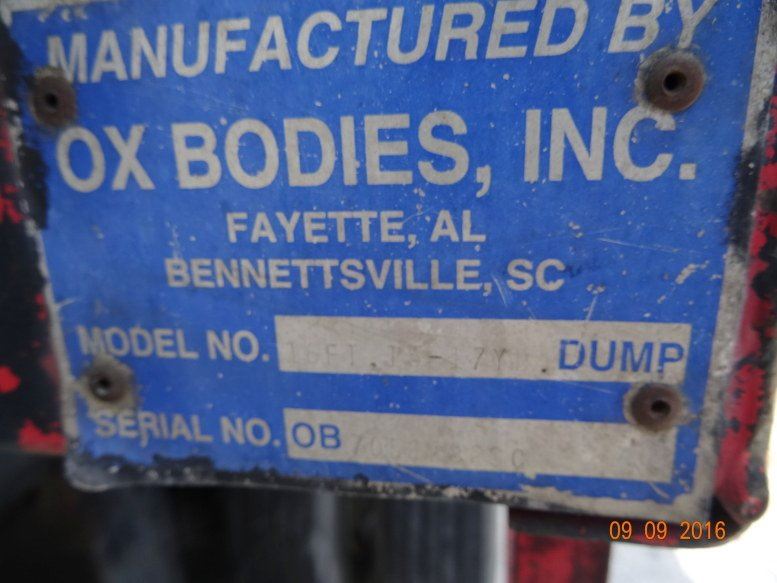 MANUFACTURED BY
OX BODIES, INC.
FAYETTE, AL
BENNETTSVILLE, SC
MODEL NO. DUMP
SERIAL NO. OB
09 09 2016